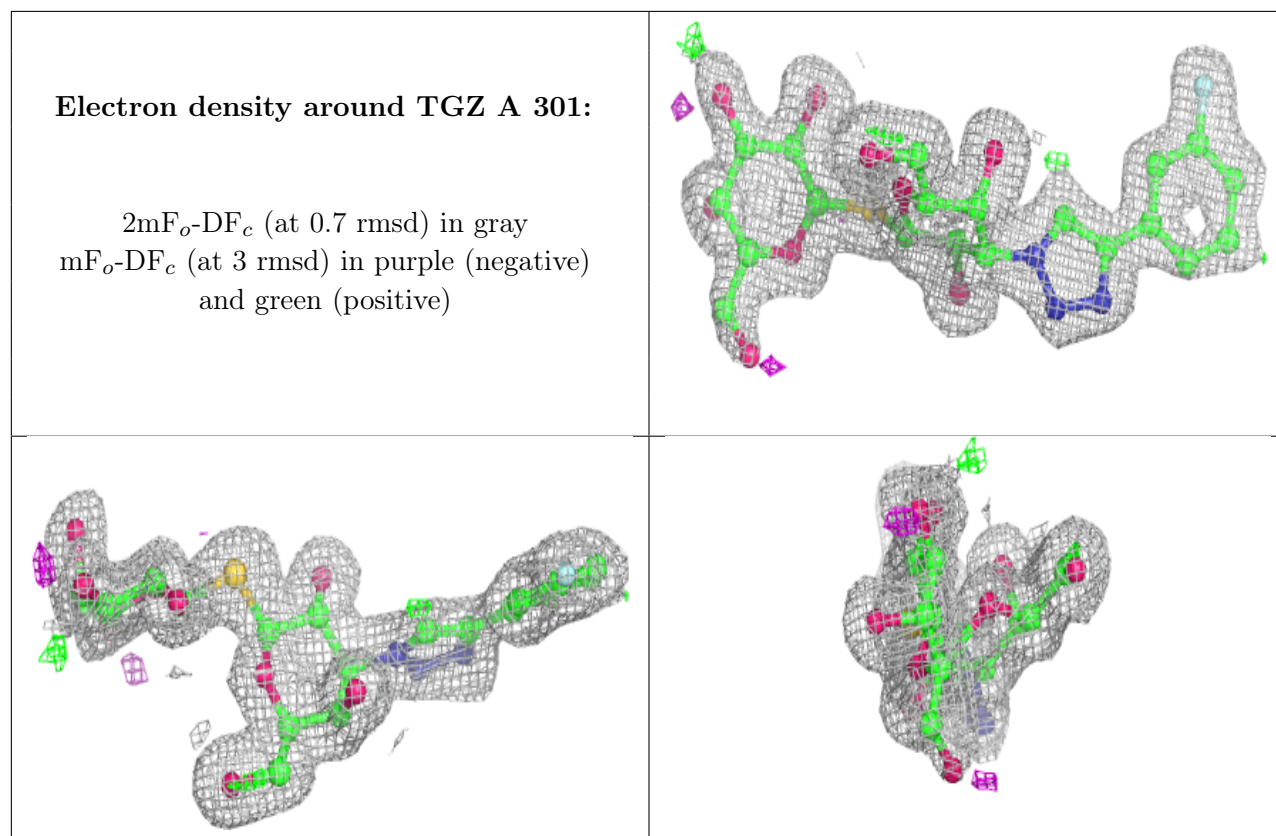 Electron density around TGZ A 301:
2mFo-DFc (at 0.7 rmsd) in gray
mFo-DFc (at 3 rmsd) in purple (negative)
and green (positive)